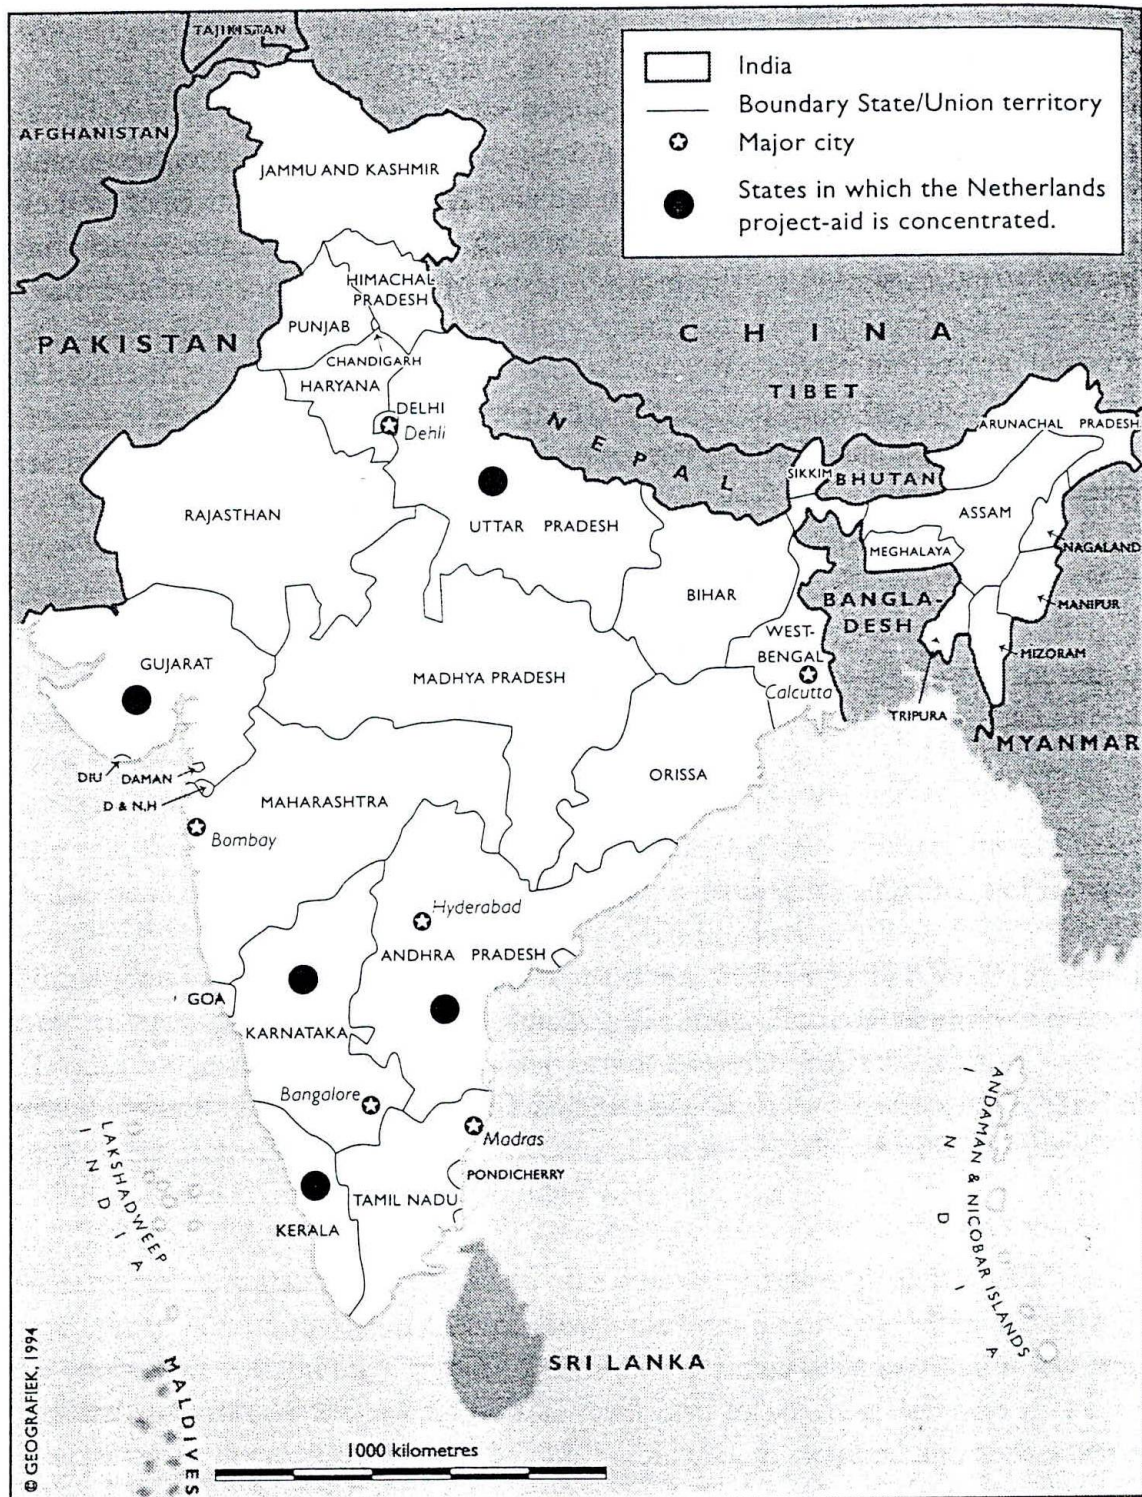 TAJIKISTAN
India
Boundary State/Union territory
Major city
States in which the Netherlands
project-aid is concentrated.
AFGHANISTAN
JAMMU AND KASHMIR
HIMACHAL
PRADESH
PUNJAB
PAKISTAN
CHINA
CHANDIGARH
HARYANA
TIBET
DELHI
Dehli
NEPAL
ARUNACHAL PRADESH
SIKKIM
BHUTAN
RAJASTHAN
UTTAR PRADESH
ASSAM
MEGHALAYA
NAGALAND
BIHAR
BANGLA-
DESH
MANIPUR
WEST-
BENGAL
MIZORAM
GUJARAT
MADHYA PRADESH
Calcutta
TRIPURA
MYANMAR
DIU
DAMAN
ORISSA
D & N.H
MAHARASHTRA
Bombay
Hyderabad
ANDHRA PRADESH
GOA
KARNATAKA
Bangalore
Madras
LAKSHADWEEP
INDIA
ANDAMAN & NICOBAR ISLANDS
INDIA
PONDICHERRY
TAMIL NADU
KERALA
SRI LANKA
MALDIVES
© GEOGRAFIEK, 1994
1000 kilometres